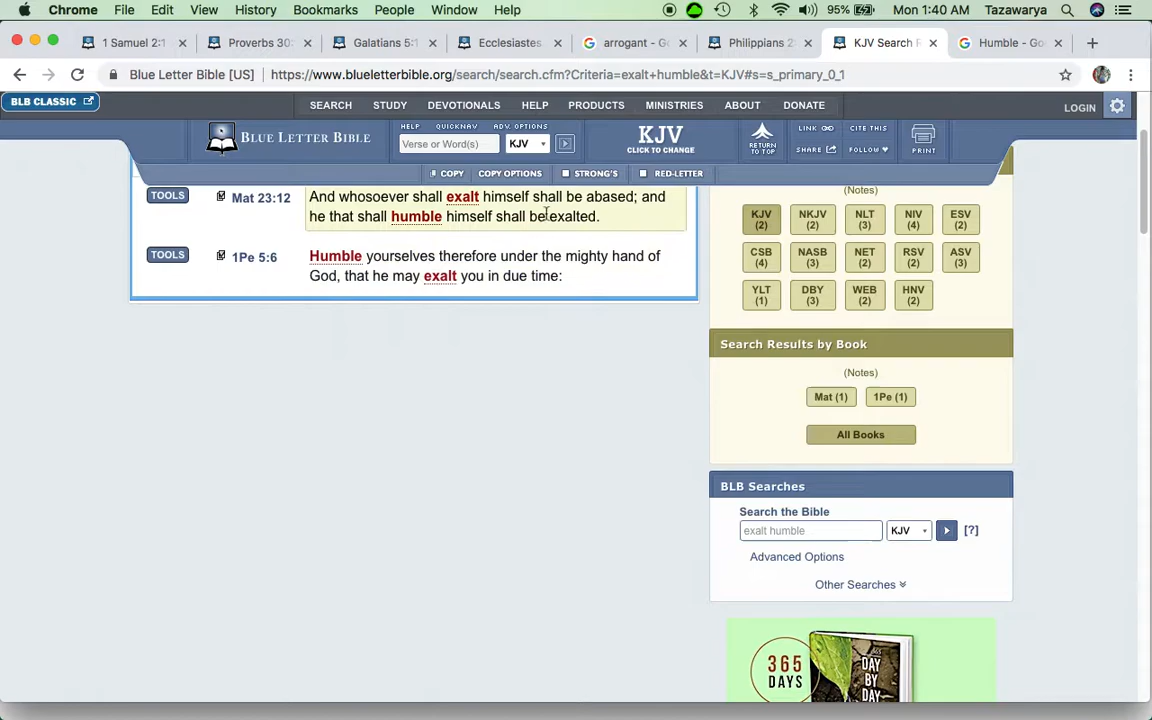 Chrome File Edit View History Bookmarks People Window Help 95% Mon 1:40 AM Tazawarya
1 Samuel 2:1 Proverbs 30: Galatians 5:1 Ecclesiastes arrogant - Go Philippians 2: KJV Search R Humble - Goo
Blue Letter Bible [US] https://www.blueletterbible.org/search/search.cfm?Criteria=exalt+humble&t=KJV#s=s_primary_0_1
BLB CLASSIC SEARCH STUDY DEVOTIONALS HELP PRODUCTS MINISTRIES ABOUT DONATE LOGIN
HELP QUICKNAV ADV. OPTIONS
BLUE LETTER BIBLE Verse or Word(s) KJV
KJV
CLICK TO CHANGE
RETURN
TO TOP
LINK CITE THIS
SHARE FOLLOW
PRINT
COPY COPY OPTIONS STRONG'S RED-LETTER
TOOLS Mat 23:12 And whosoever shall exalt himself shall be abased; and
he that shall humble himself shall be exalted.
TOOLS 1Pe 5:6 Humble yourselves therefore under the mighty hand of
God, that he may exalt you in due time:
(Notes)
KJV NKJV NLT NIV ESV
(2) (2) (3) (4) (2)
CSB NASB NET RSV ASV
(4) (3) (2) (2) (3)
YLT DBY WEB HNV
(1) (3) (2) (2)
Search Results by Book
(Notes)
Mat (1) 1Pe (1)
All Books
BLB Searches
Search the Bible
exalt humble KJV [?]
Advanced Options
Other Searches
365
DAYS
365
DAY
BY
DAY